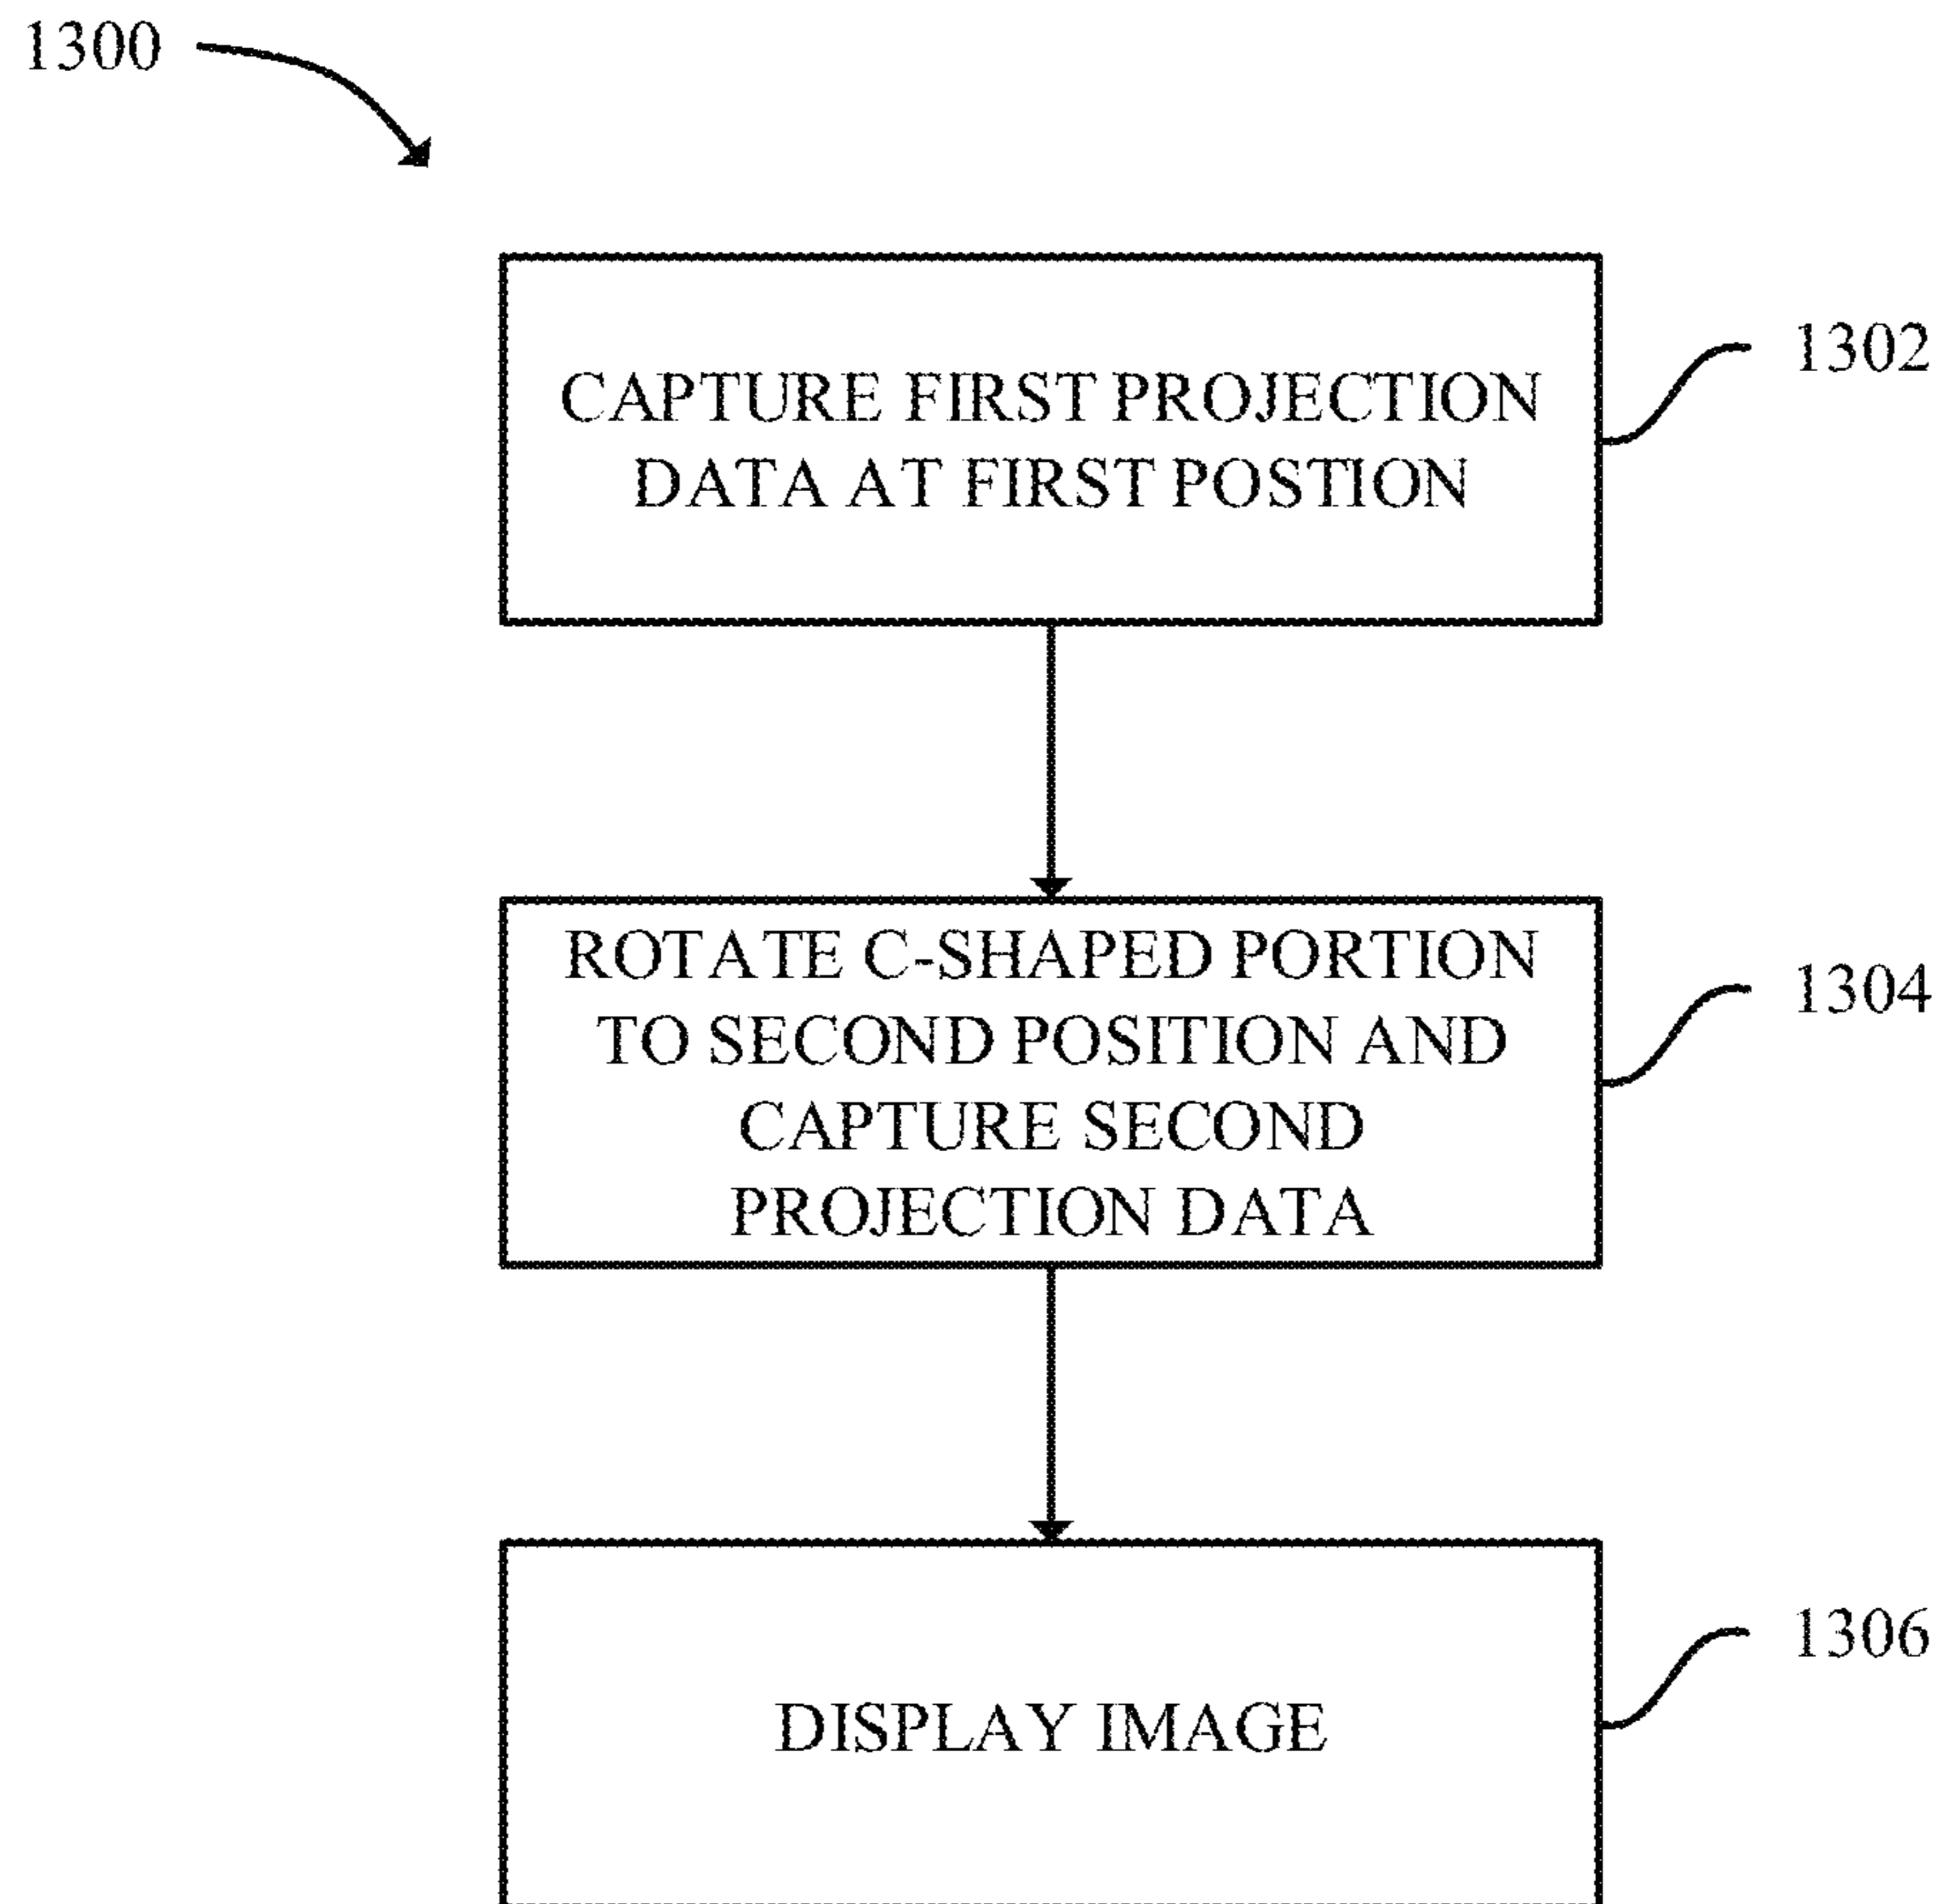 1300
CAPTURE FIRST PROJECTION
DATA AT FIRST POSTION
1302
ROTATE C-SHAPED PORTION
TO SECOND POSITION AND
CAPTURE SECOND
PROJECTION DATA
1304
DISPLAY IMAGE
1306